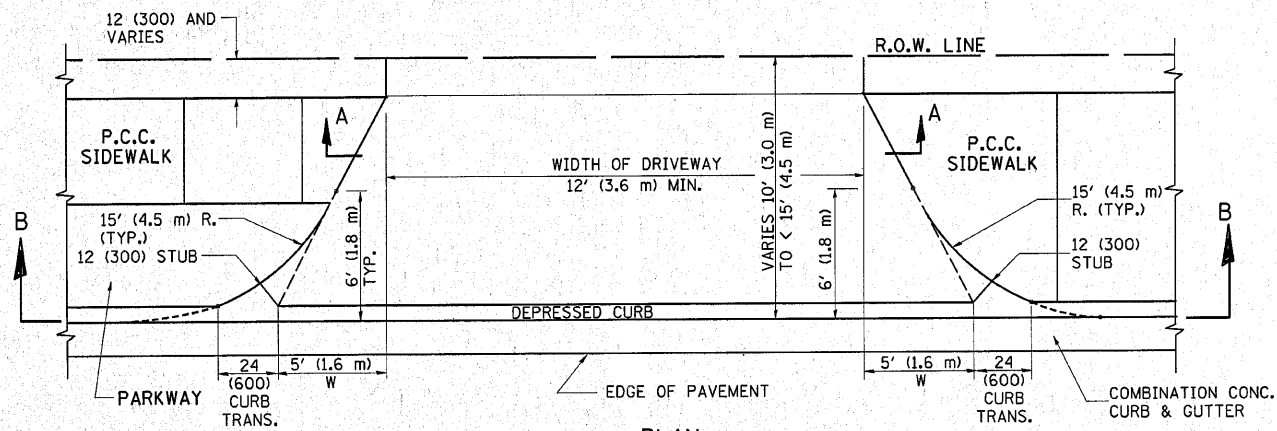 12 (300) AND
VARIES
R.O.W. LINE
A
A
P.C.C.
SIDEWALK
P.C.C.
SIDEWALK
WIDTH OF DRIVEWAY
12' (3.6 m) MIN.
VARIES 10' (3.0 m)
TO < 15' (4.5 m)
15' (4.5 m) R.
(TYP.)
12 (300) STUB
6' (1.8 m)
TYP.
6' (1.8 m)
15' (4.5 m)
R. (TYP.)
12 (300)
STUB
B
B
DEPRESSED CURB
24
(600)
CURB
TRANS.
5' (1.6 m)
W
5' (1.6 m)
W
24
(600)
CURB
TRANS.
PARKWAY
EDGE OF PAVEMENT
COMBINATION CONC.
CURB & GUTTER